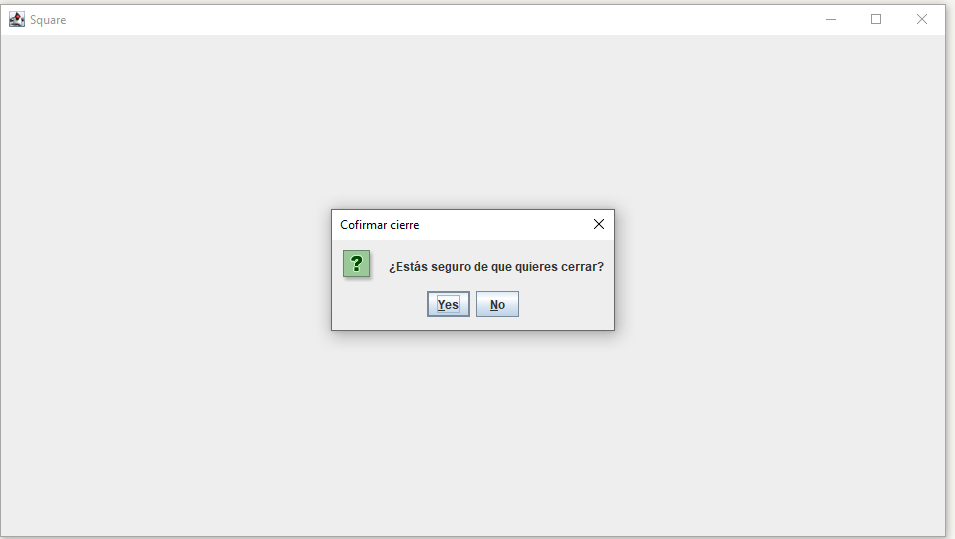 Square
Cofirmar cierre
¿Estás seguro de que quieres cerrar?
Yes No